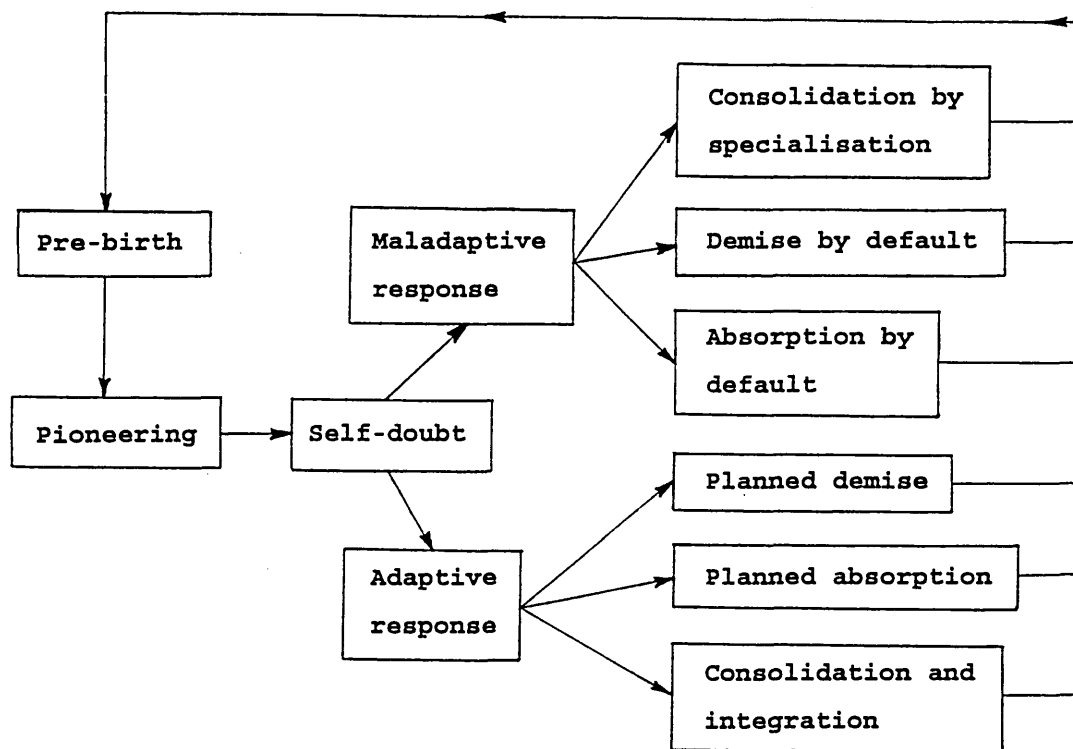 Pre-birth
Pioneering
Self-doubt
Maladaptive
response
Adaptive
response
Consolidation by
specialisation
Demise by default
Absorption by
default
Planned demise
Planned absorption
Consolidation and
integration